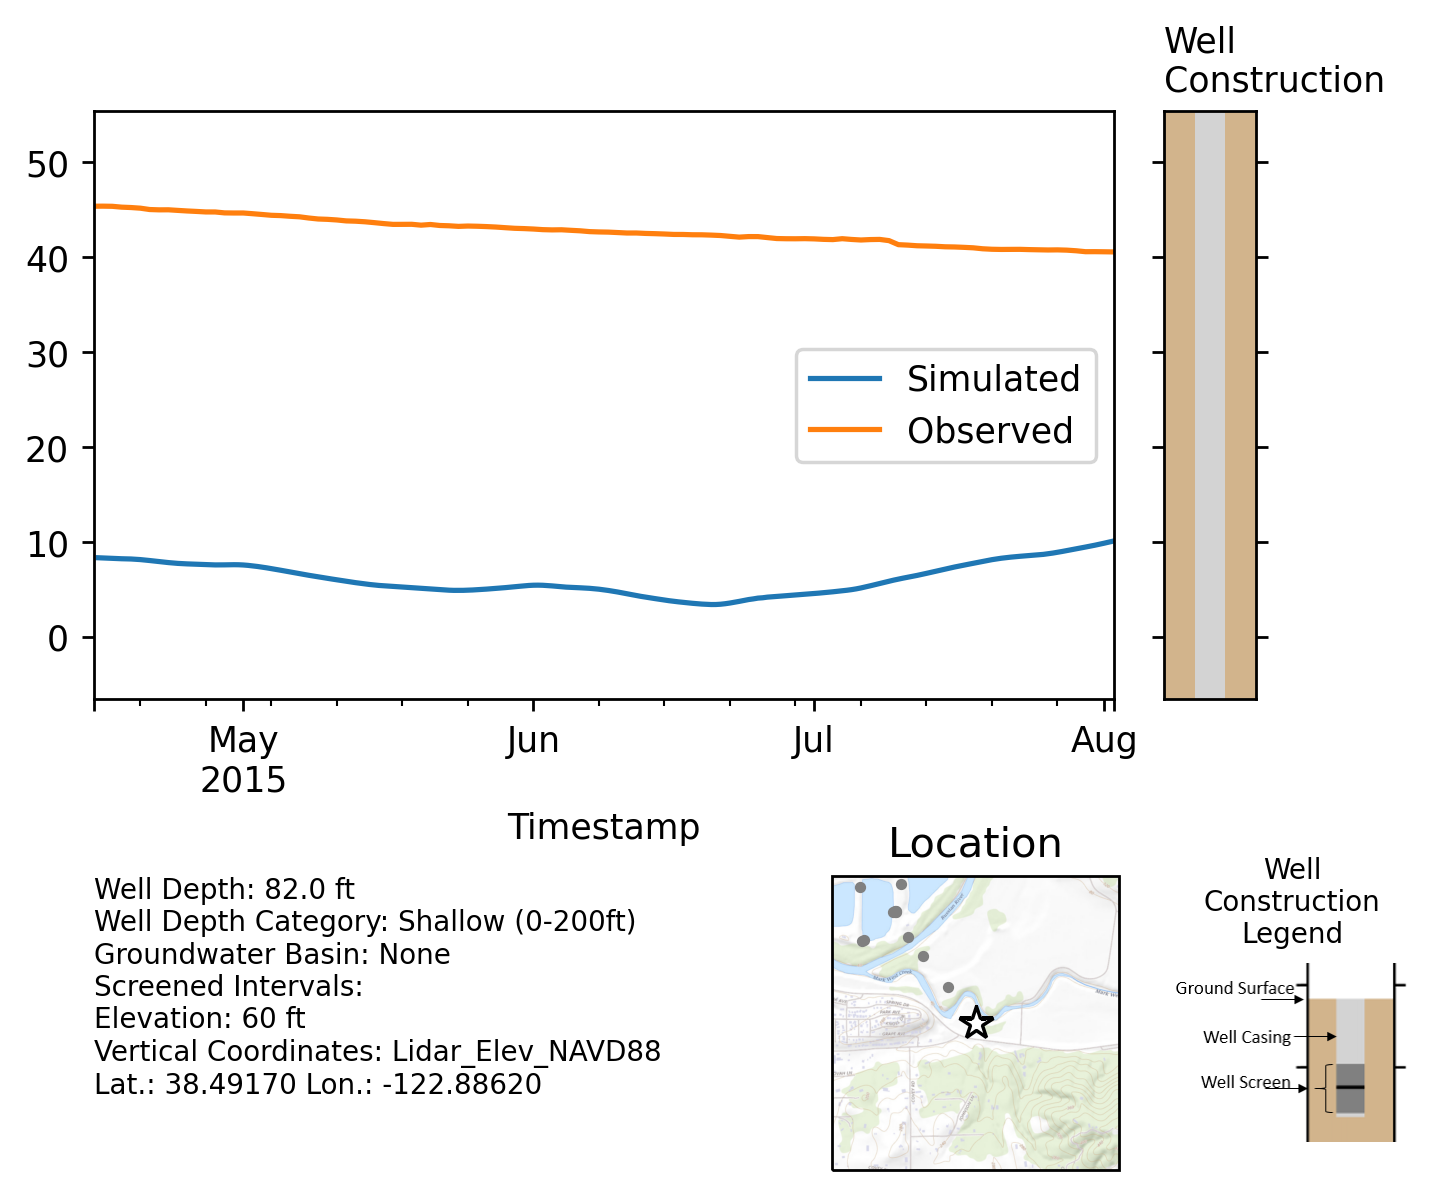 Well
Construction
50
40
30
20
10
0
Simulated
Observed
May
2015
Jun
Jul
Aug
Timestamp
Well Depth: 82.0 ft
Well Depth Category: Shallow (0-200ft)
Groundwater Basin: None
Screened Intervals:
Elevation: 60 ft
Vertical Coordinates: Lidar_Elev_NAVD88
Lat.: 38.49170 Lon.: -122.88620
Location
Well
Construction
Legend
Ground Surface
Well Casing
Well Screen